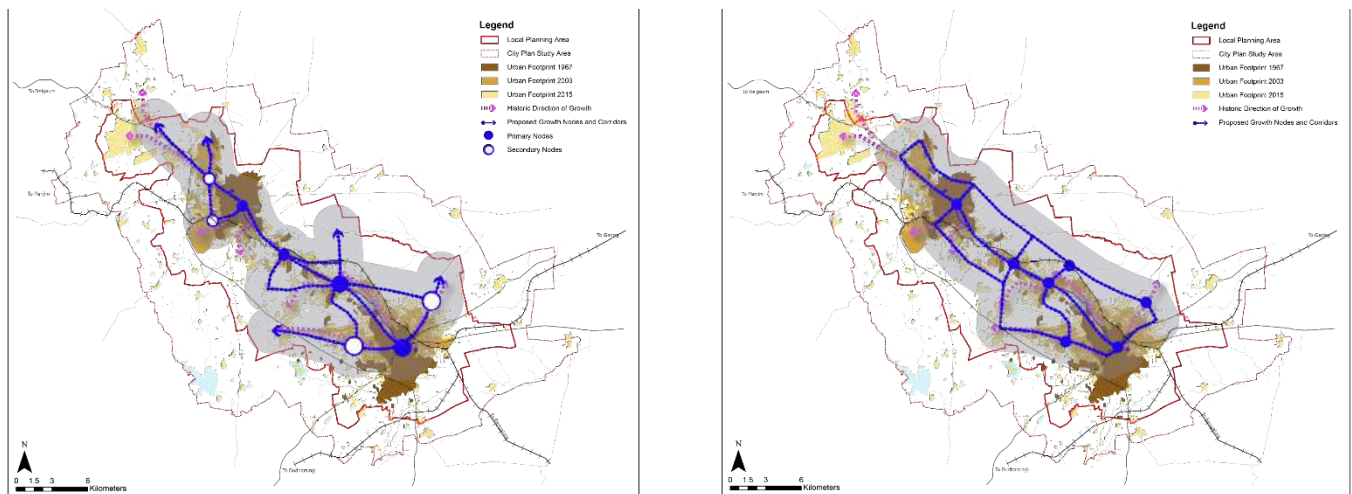 Legend
Local Planning Area
City Plan Study Area
Urban Footprint 1967
Urban Footprint 2003
Urban Footprint 2015
Historic Direction of Growth
Proposed Growth Nodes and Corridors
Primary Nodes
Secondary Nodes
To Belgaum
To Panjim
To Gadag
N
0 1.5 3 6
Kilometers
Legend
Local Planning Area
City Plan Study Area
Urban Footprint 1967
Urban Footprint 2003
Urban Footprint 2015
Historic Direction of Growth
Proposed Growth Nodes and Corridors
To Belgaum
To Panjim
To Gadag
N
0 1.5 3 6
Kilometers